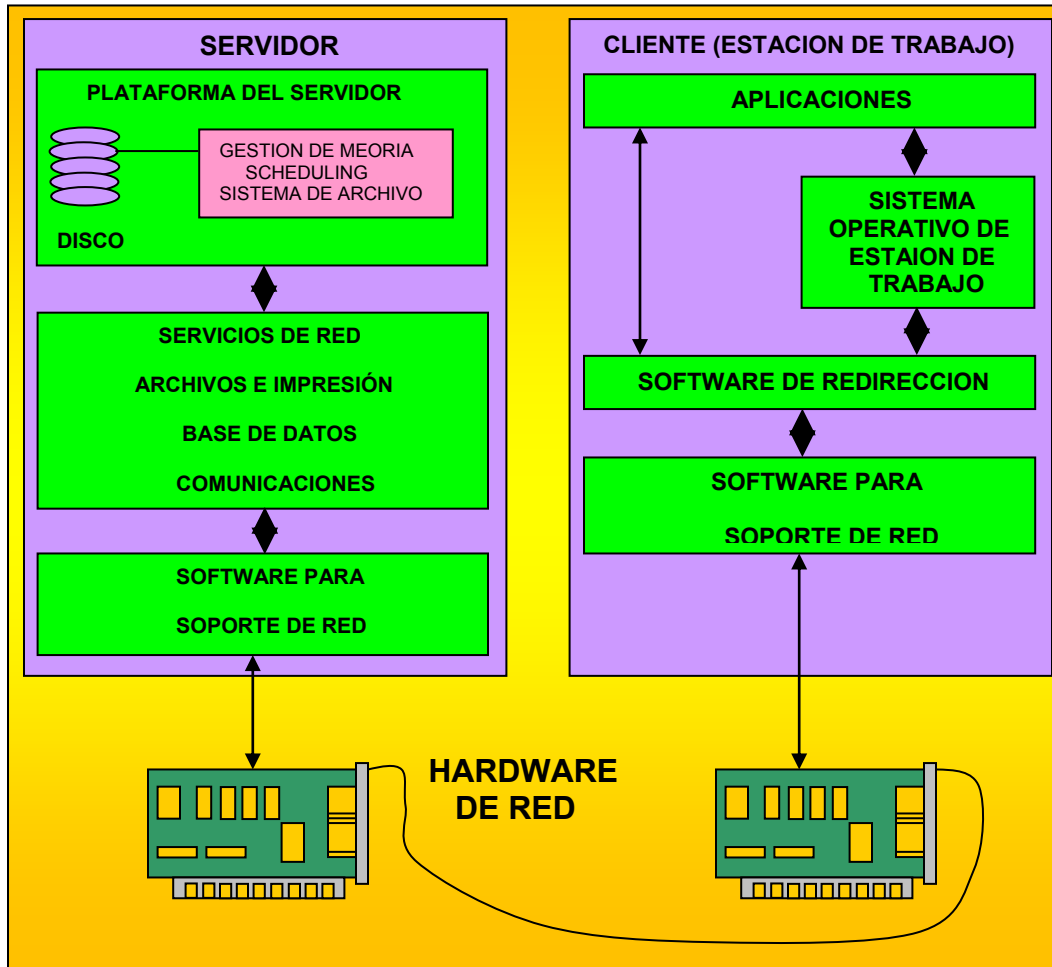 SERVIDOR
PLATAFORMA DEL SERVIDOR
GESTION DE MEORIA
SCHEDULING
SISTEMA DE ARCHIVO
DISCO
SERVICIOS DE RED
ARCHIVOS E IMPRESIÓN
BASE DE DATOS
COMUNICACIONES
SOFTWARE PARA
SOPORTE DE RED
CLIENTE (ESTACION DE TRABAJO)
APLICACIONES
SISTEMA
OPERATIVO DE
ESTAION DE
TRABAJO
SOFTWARE DE REDIRECCION
SOFTWARE PARA
SOPORTE DE RED
HARDWARE
DE RED